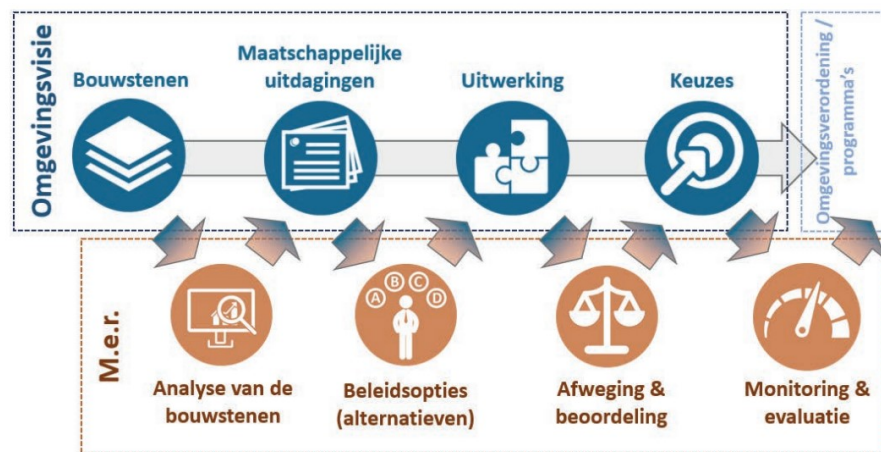 Omgevingsvisie
Bouwstenen
Maatschappelijke
uitdagingen
Uitwerking
Keuzes
Omgevingsverordening /
programma's
M.e.r.
A B C D
Analyse van de
bouwstenen
Beleidsopties
(alternatieven)
Afweging &
beoordeling
Monitoring &
evaluatie